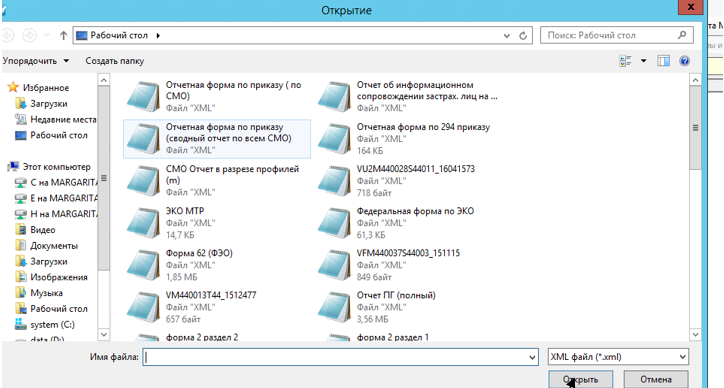 Открытие
Рабочий стол
Поиск: Рабочий стол
Упорядочить
Создать папку
Избранное
Загрузки
Недавние места
Рабочий стол
Этот компьютер
C на MARGARITA
E на MARGARITA
H на MARGARITA
Видео
Документы
Загрузки
Изображения
Музыка
Рабочий стол
system (C:)
data (D:)
Отчетная форма по приказу ( по
СМО)
Файл "XML"
Отчет об информационном
сопровождении застрах. лиц на ...
Файл "XML"
Отчетная форма по приказу
(сводный отчет по всем СМО)
Файл "XML"
Отчетная форма по 294 приказу
Файл "XML"
164 КБ
СМО Отчет в разрезе профилей
(m)
Файл "XML"
VU2M440028S44011_16041573
Файл "XML"
718 байт
ЭКО МТР
Файл "XML"
14,7 КБ
Федеральная форма по ЭКО
Файл "XML"
61,3 КБ
Форма 62 (ФЭО)
Файл "XML"
1,85 МБ
VFM440037S44003_151115
Файл "XML"
849 байт
VM440013T44_1512477
Файл "XML"
657 байт
Отчет ПГ (полный)
Файл "XML"
3,56 МБ
форма 2 раздел 2
форма 2 раздел 1
Имя файла:
XML файл (*.xml)
Открыть
Отмена